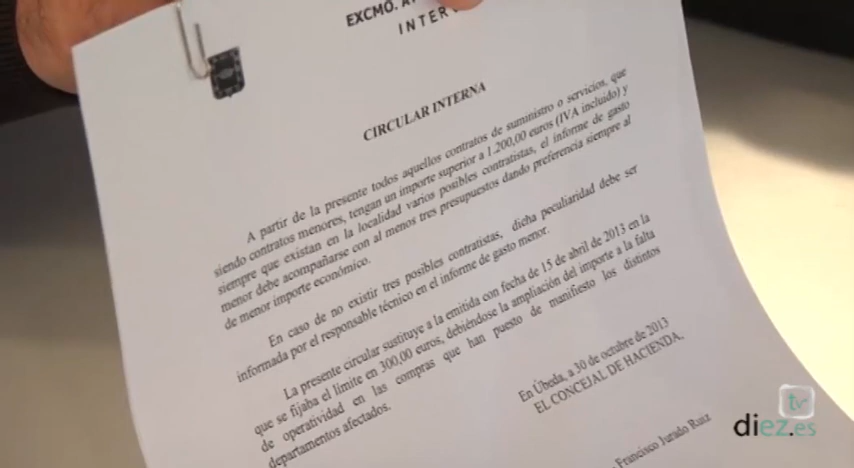 EXCMO.
CIRCULAR INTERNA
A partir de la presente todos aquellos contratos de suministro o servicios, que
siendo contratos menores, tengan un importe superior a 1.200,00 euros (IVA incluido) y
siempre que existan en la localidad varios posibles contratistas, el informe de gasto
menor debe acompañarse con al menos tres presupuestos dando preferencia siempre al
de menor importe económico.
En caso de no existir tres posibles contratistas, dicha peculiaridad debe ser
informada por el responsable técnico en el informe de gasto menor.
La presente circular sustituye a la emitida con fecha de 15 de abril de 2013 en la
que se fijaba el límite en 300,00 euros, debiéndose la ampliación del importe a la falta
de operatividad en las compras que han puesto de manifiesto los distintos
departamentos afectados.
En Úbeda, a 30 de octubre de 2013
EL CONCEJAL DE HACIENDA.
Francisco Jurado Ruiz
tv
diez.es